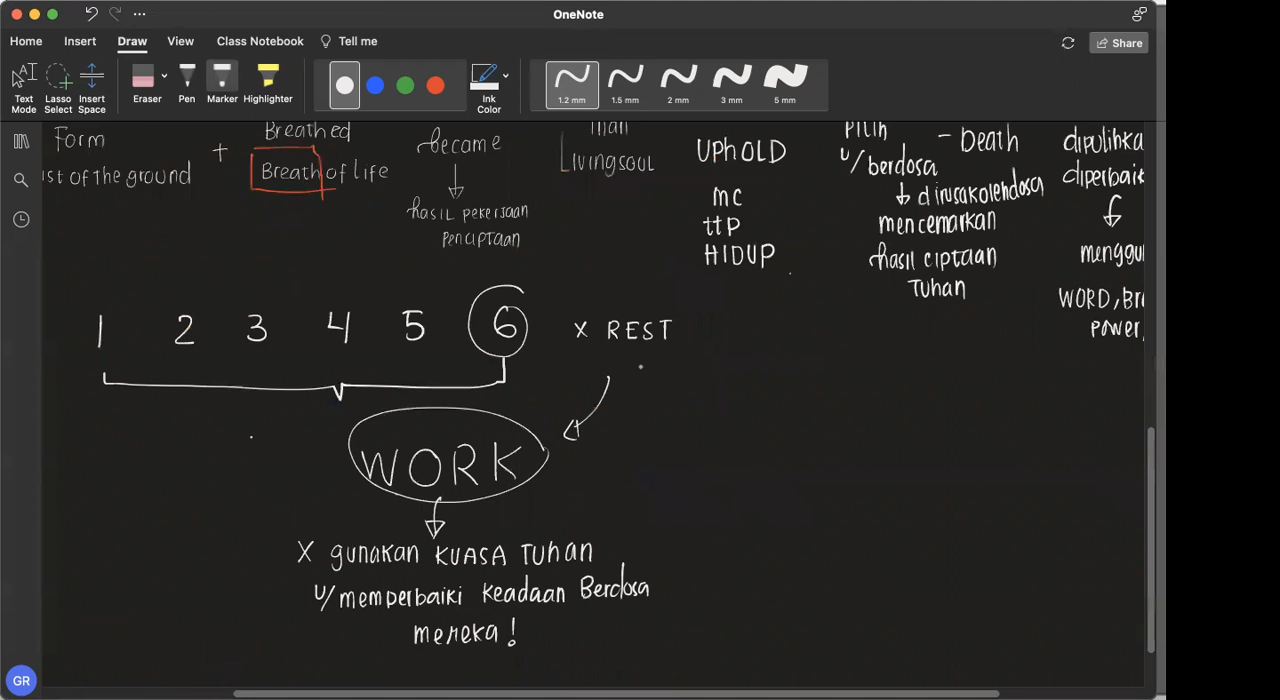 OneNote
Home Insert Draw View Class Notebook Tell me
Share
Text Mode
Lasso Select
Insert Space
Eraser
Pen
Marker
Highlighter
Ink Color
1.2 mm
1.5 mm
2 mm
3 mm
5 mm
Form
ust of the ground
+
Breathed
Breath of life
became
hasil pekerjaan
penciptaan
man
Living soul
UPHOLD
mc
ttp
HIDUP
Pilih
u/berdosa
- Death
dirusak oleh dosa
mencemarkan
hasil ciptaan
TUHAN
dipulihka
diperbaik
menggu
WORD, Br
power,
1 2 3 4 5 6 x REST
WORK
X gunakan KUASA TUHAN
u/memperbaiki keadaan Berdosa
mereka!
GR